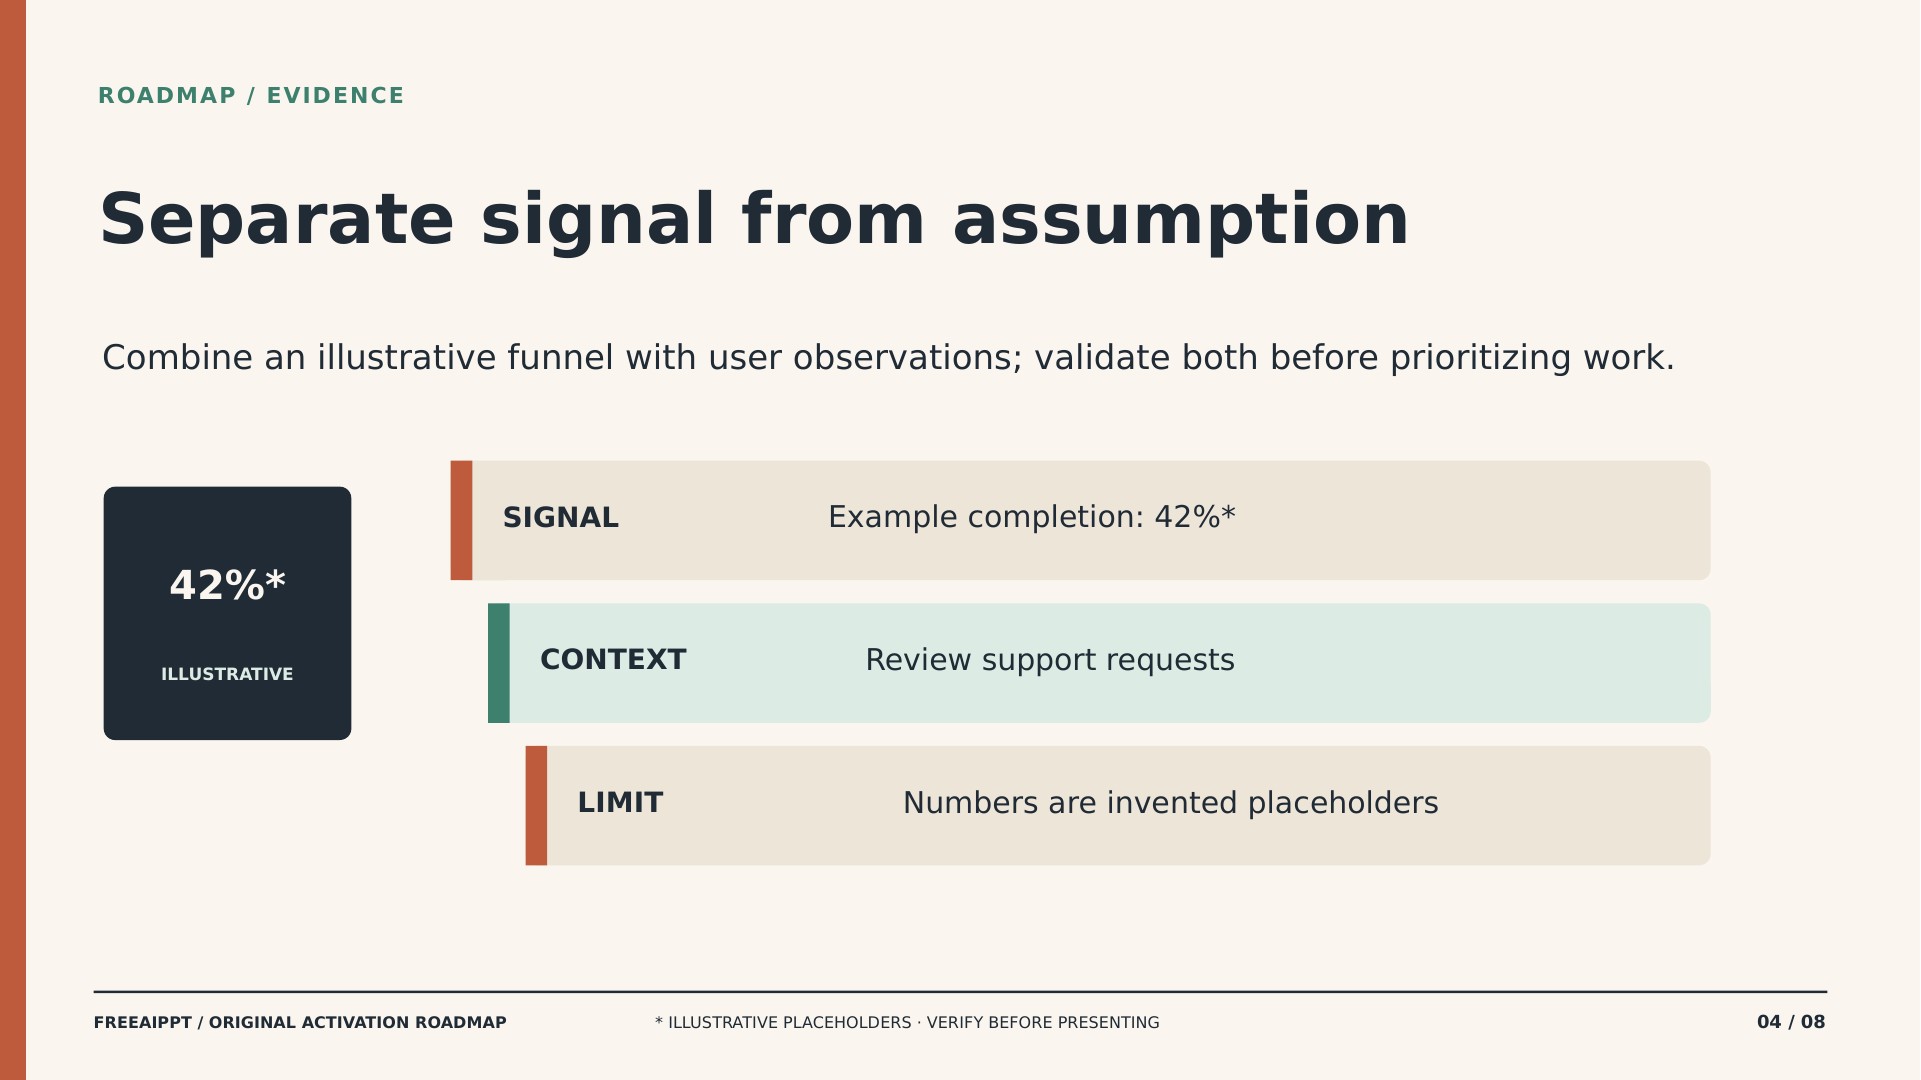 ROADMAP / EVIDENCE
Separate signal from assumption
Combine an illustrative funnel with user observations; validate both before prioritizing work.
42%*
ILLUSTRATIVE
SIGNAL Example completion: 42%*
CONTEXT Review support requests
LIMIT Numbers are invented placeholders
FREEAIPPT / ORIGINAL ACTIVATION ROADMAP * ILLUSTRATIVE PLACEHOLDERS · VERIFY BEFORE PRESENTING 04 / 08